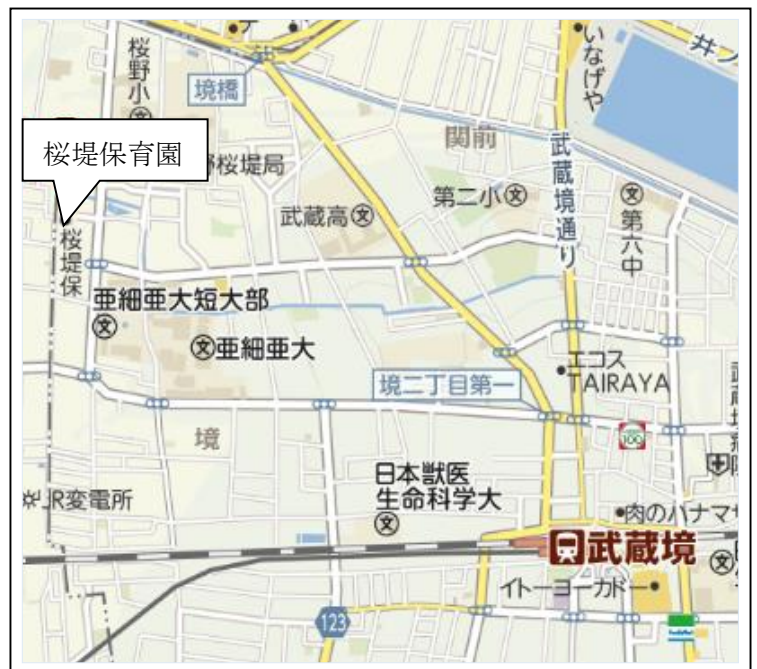 テ
井ノ
いなげや
桜野小
境橋
桜堤保育園
桜堤局
関前
武蔵境通り
第二小
第六中
武蔵高
桜堤保
亜細亜大短大部
亜細亜大
エコス
TAIRAYA
境二丁目第一
境
100
日本獣医
生命科学大
JR変電所
肉のハナマサ
武蔵境
イトーヨーカドー
123